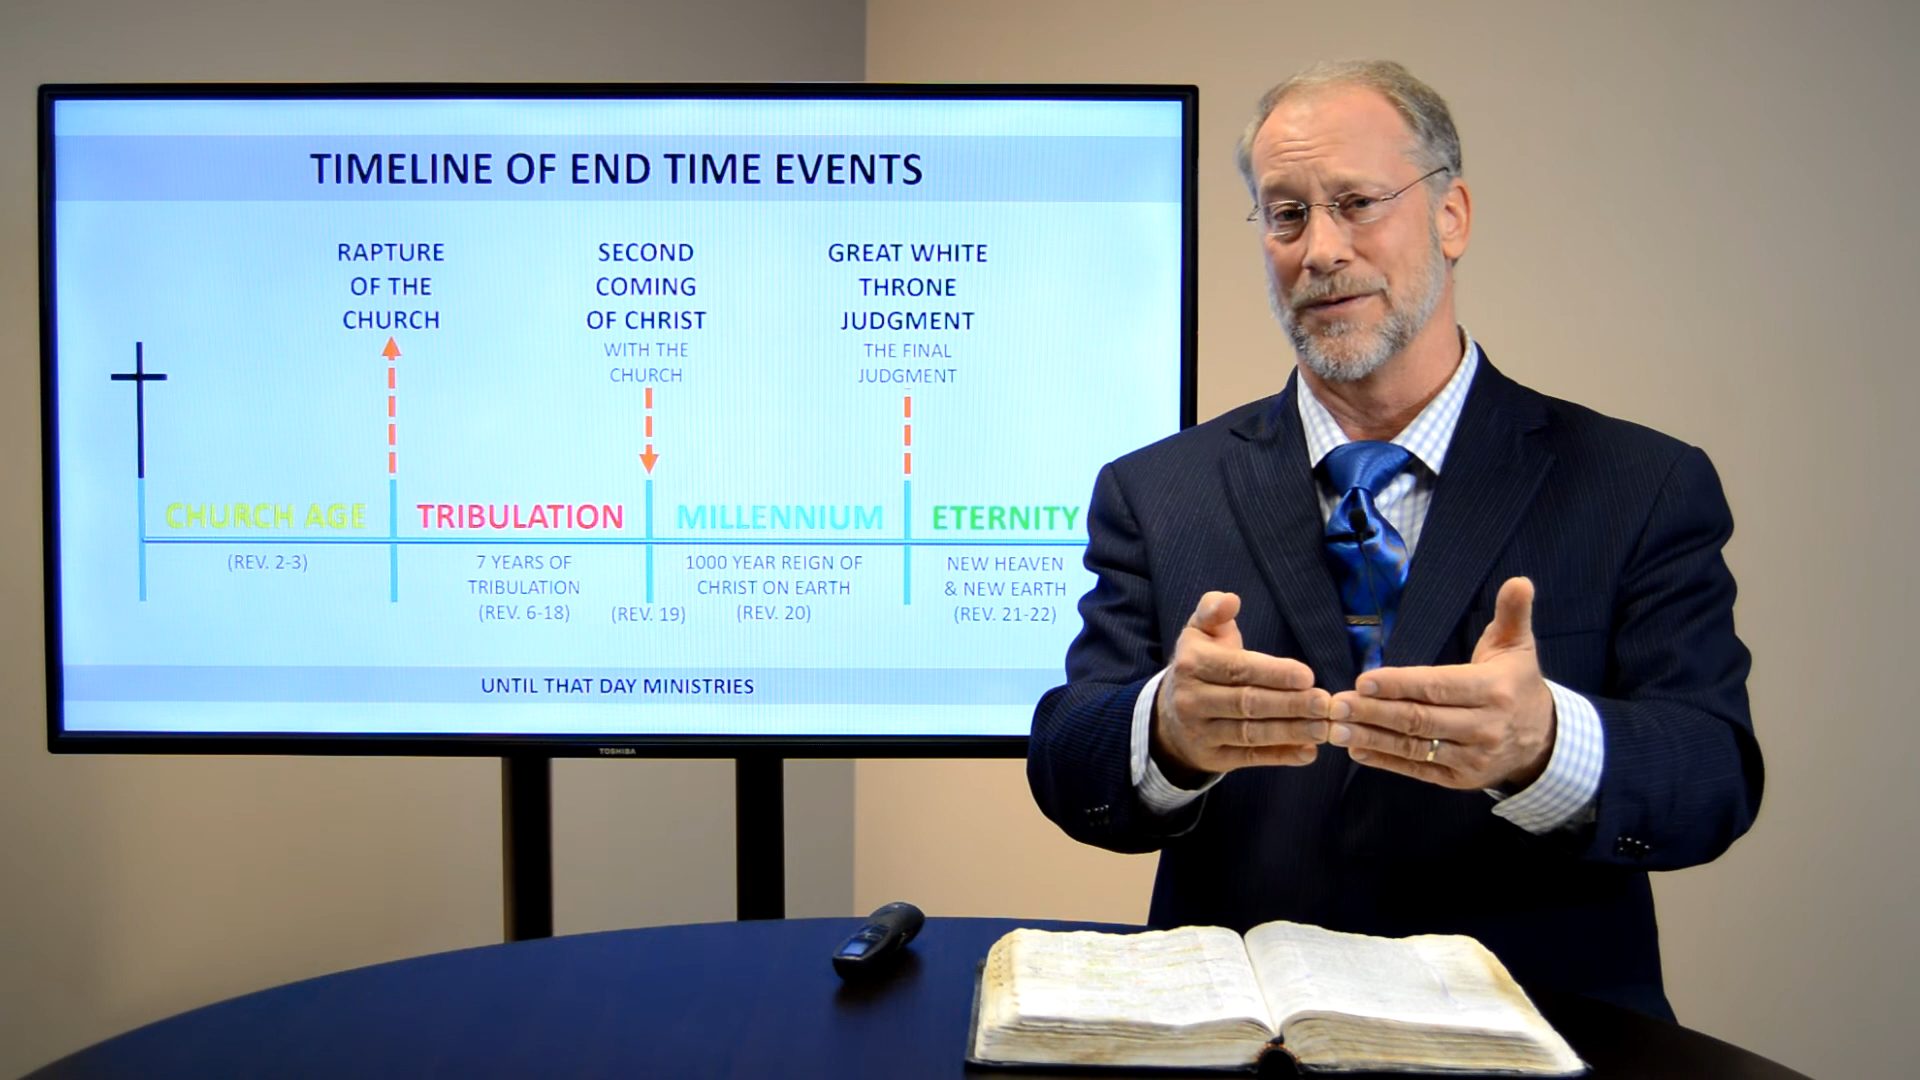 TIMELINE OF END TIME EVENTS
RAPTURE
OF THE
CHURCH
SECOND
COMING
OF CHRIST
WITH THE
CHURCH
GREAT WHITE
THRONE
JUDGMENT
THE FINAL
JUDGMENT
CHURCH AGE
TRIBULATION
MILLENNIUM
ETERNITY
(REV. 2-3)
7 YEARS OF
TRIBULATION
(REV. 6-18)
(REV. 19)
1000 YEAR REIGN OF
CHRIST ON EARTH
(REV. 20)
NEW HEAVEN
& NEW EARTH
(REV. 21-22)
UNTIL THAT DAY MINISTRIES
TOSHIBA